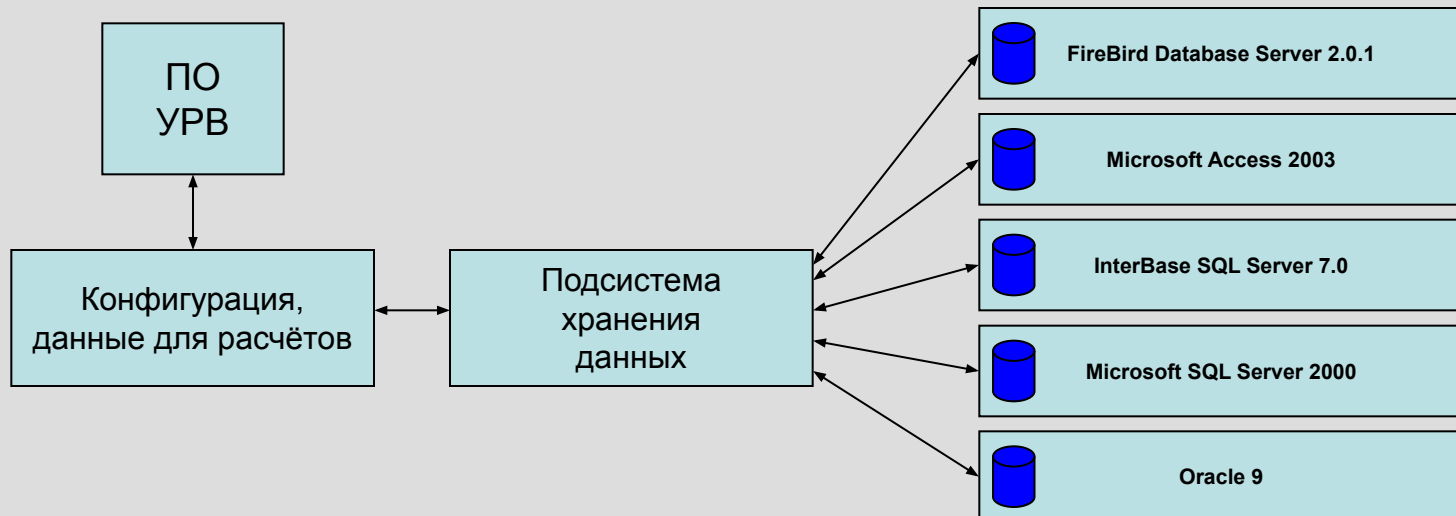 ПО
УРВ
Конфигурация,
данные для расчётов
Подсистема
хранения
данных
FireBird Database Server 2.0.1
Microsoft Access 2003
InterBase SQL Server 7.0
Microsoft SQL Server 2000
Oracle 9